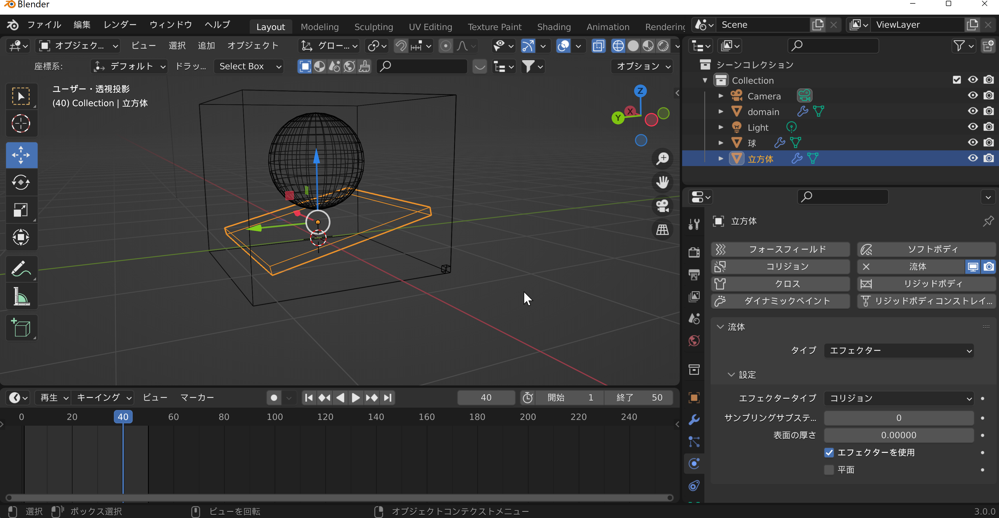 Blender
ファイル 編集 レンダー ウィンドウ ヘルプ Layout Modeling Sculpting UV Editing Texture Paint Shading Animation Rendering Scene ViewLayer
オブジェク... ビュー 選択 追加 オブジェクト グロー... 
座標系: デフォルト ドラッ... Select Box オプション
ユーザー・透視投影
(40) Collection | 立方体
Z
X
Y
シーンコレクション
Collection
Camera
domain
Light
球
立方体
立方体
フォースフィールド ソフトボディ
コリジョン 流体
クロス リジッドボディ
ダイナミックペイント リジッドボディコンストレイ...
流体
タイプ エフェクター
設定
エフェクタータイプ コリジョン
サンプリングサブステ... 0
表面の厚さ 0.00000
エフェクターを使用
平面
再生 キーイング ビュー マーカー 40 開始 1 終了 50
0 20 40 60 80 100 120 140 160 180 200 220 240
選択 ボックス選択 ビューを回転 オブジェクトコンテクストメニュー 3.0.0